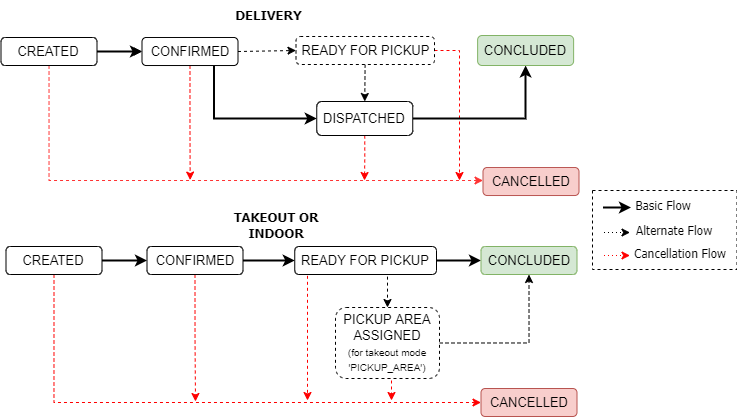 DELIVERY
CREATED
CONFIRMED
READY FOR PICKUP
CONCLUDED
DISPATCHED
CANCELLED
Basic Flow
Alternate Flow
Cancellation Flow
TAKEOUT OR
INDOOR
CREATED
CONFIRMED
READY FOR PICKUP
CONCLUDED
PICKUP AREA
ASSIGNED
(for takeout mode
'PICKUP_AREA')
CANCELLED